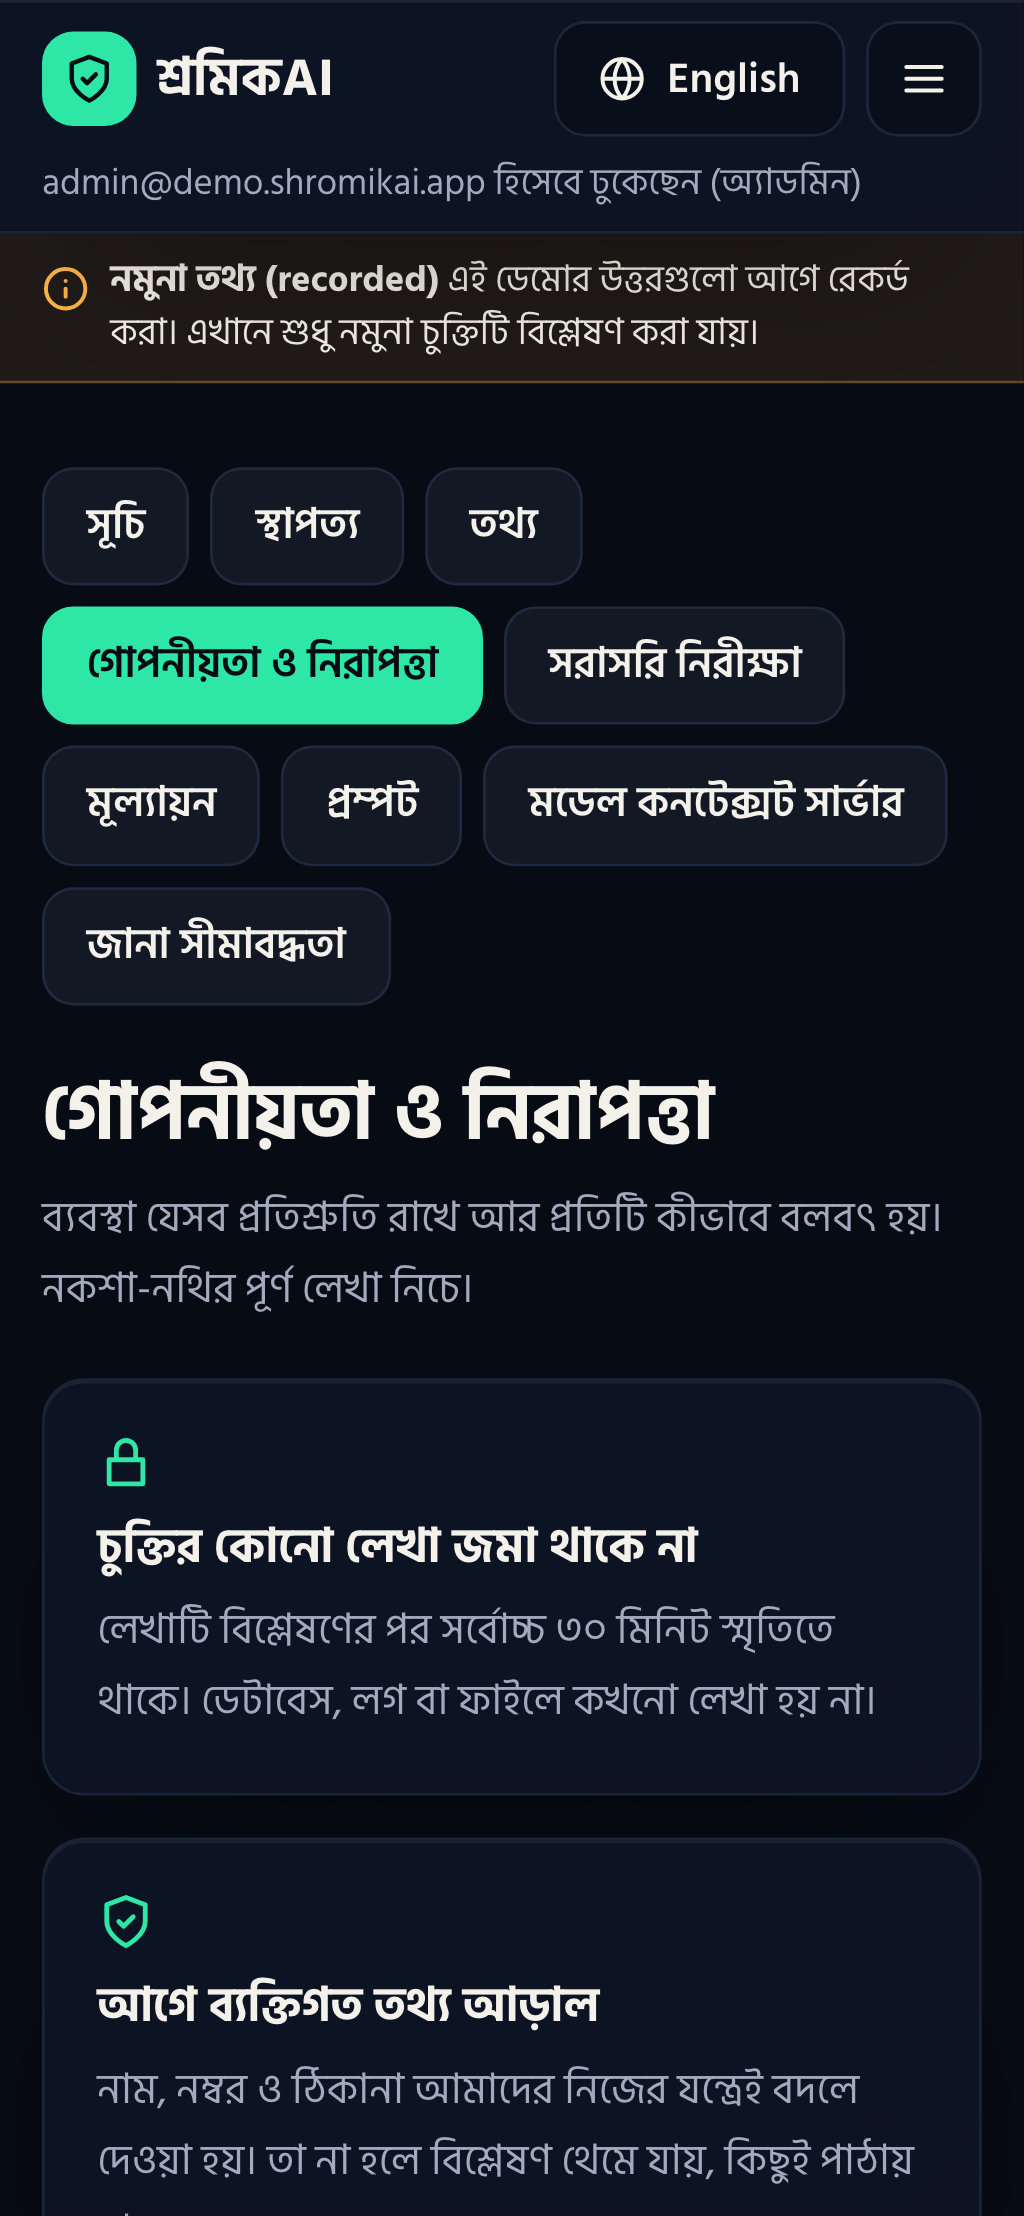 শ্রমিকAI
English
admin@demo.shromikai.app হিসেবে ঢুকেছেন (অ্যাডমিন)
নমুনা তথ্য (recorded) এই ডেমোর উত্তরগুলো আগে রেকর্ড
করা। এখানে শুধু নমুনা চুক্তিটি বিশ্লেষণ করা যায়।
সূচি
স্থাপত্য
তথ্য
গোপনীয়তা ও নিরাপত্তা
সরাসরি নিরীক্ষা
মূল্যায়ন
প্রম্পট
মডেল কনটেক্সট সার্ভার
জানা সীমাবদ্ধতা
গোপনীয়তা ও নিরাপত্তা
ব্যবস্থা যেসব প্রতিশ্রুতি রাখে আর প্রতিটি কীভাবে বলবৎ হয়।
নকশা-নথির পূর্ণ লেখা নিচে।
চুক্তির কোনো লেখা জমা থাকে না
লেখাটি বিশ্লেষণের পর সর্বোচ্চ ৩০ মিনিট স্মৃতিতে
থাকে। ডেটাবেস, লগ বা ফাইলে কখনো লেখা হয় না।
আগে ব্যক্তিগত তথ্য আড়াল
নাম, নম্বর ও ঠিকানা আমাদের নিজের যন্ত্রেই বদলে
দেওয়া হয়। তা না হলে বিশ্লেষণ থেমে যায়, কিছুই পাঠায়